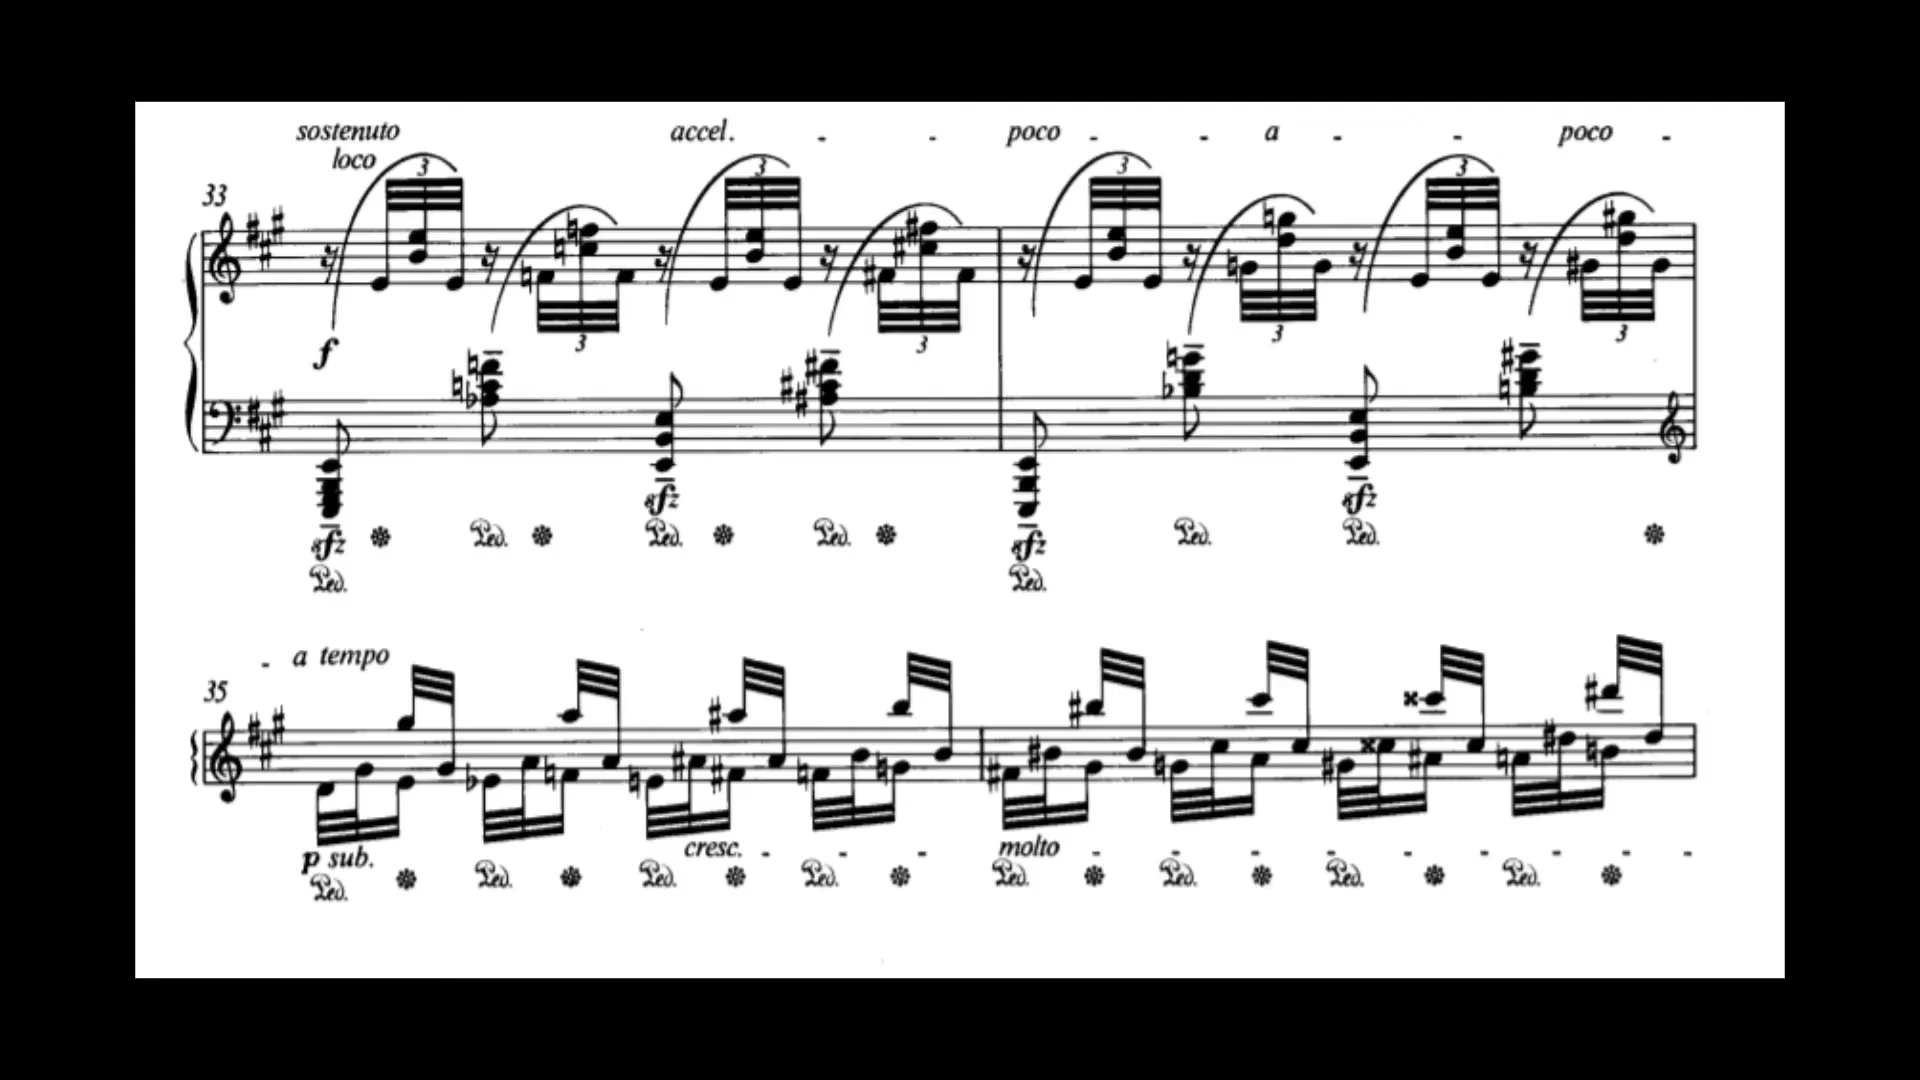 sostenuto accel. - - poco - - a - - poco -
loco
3 3 3 3
33
3 3 3 3
f
sfz sfz
sfz sfz
Ped. Ped. Ped. Ped. Ped. Ped.
Ped. Ped.
- a tempo
35
p sub. cresc. - - - molto - - - - - - - - -
Ped. Ped. Ped. Ped. Ped. Ped. Ped. Ped.